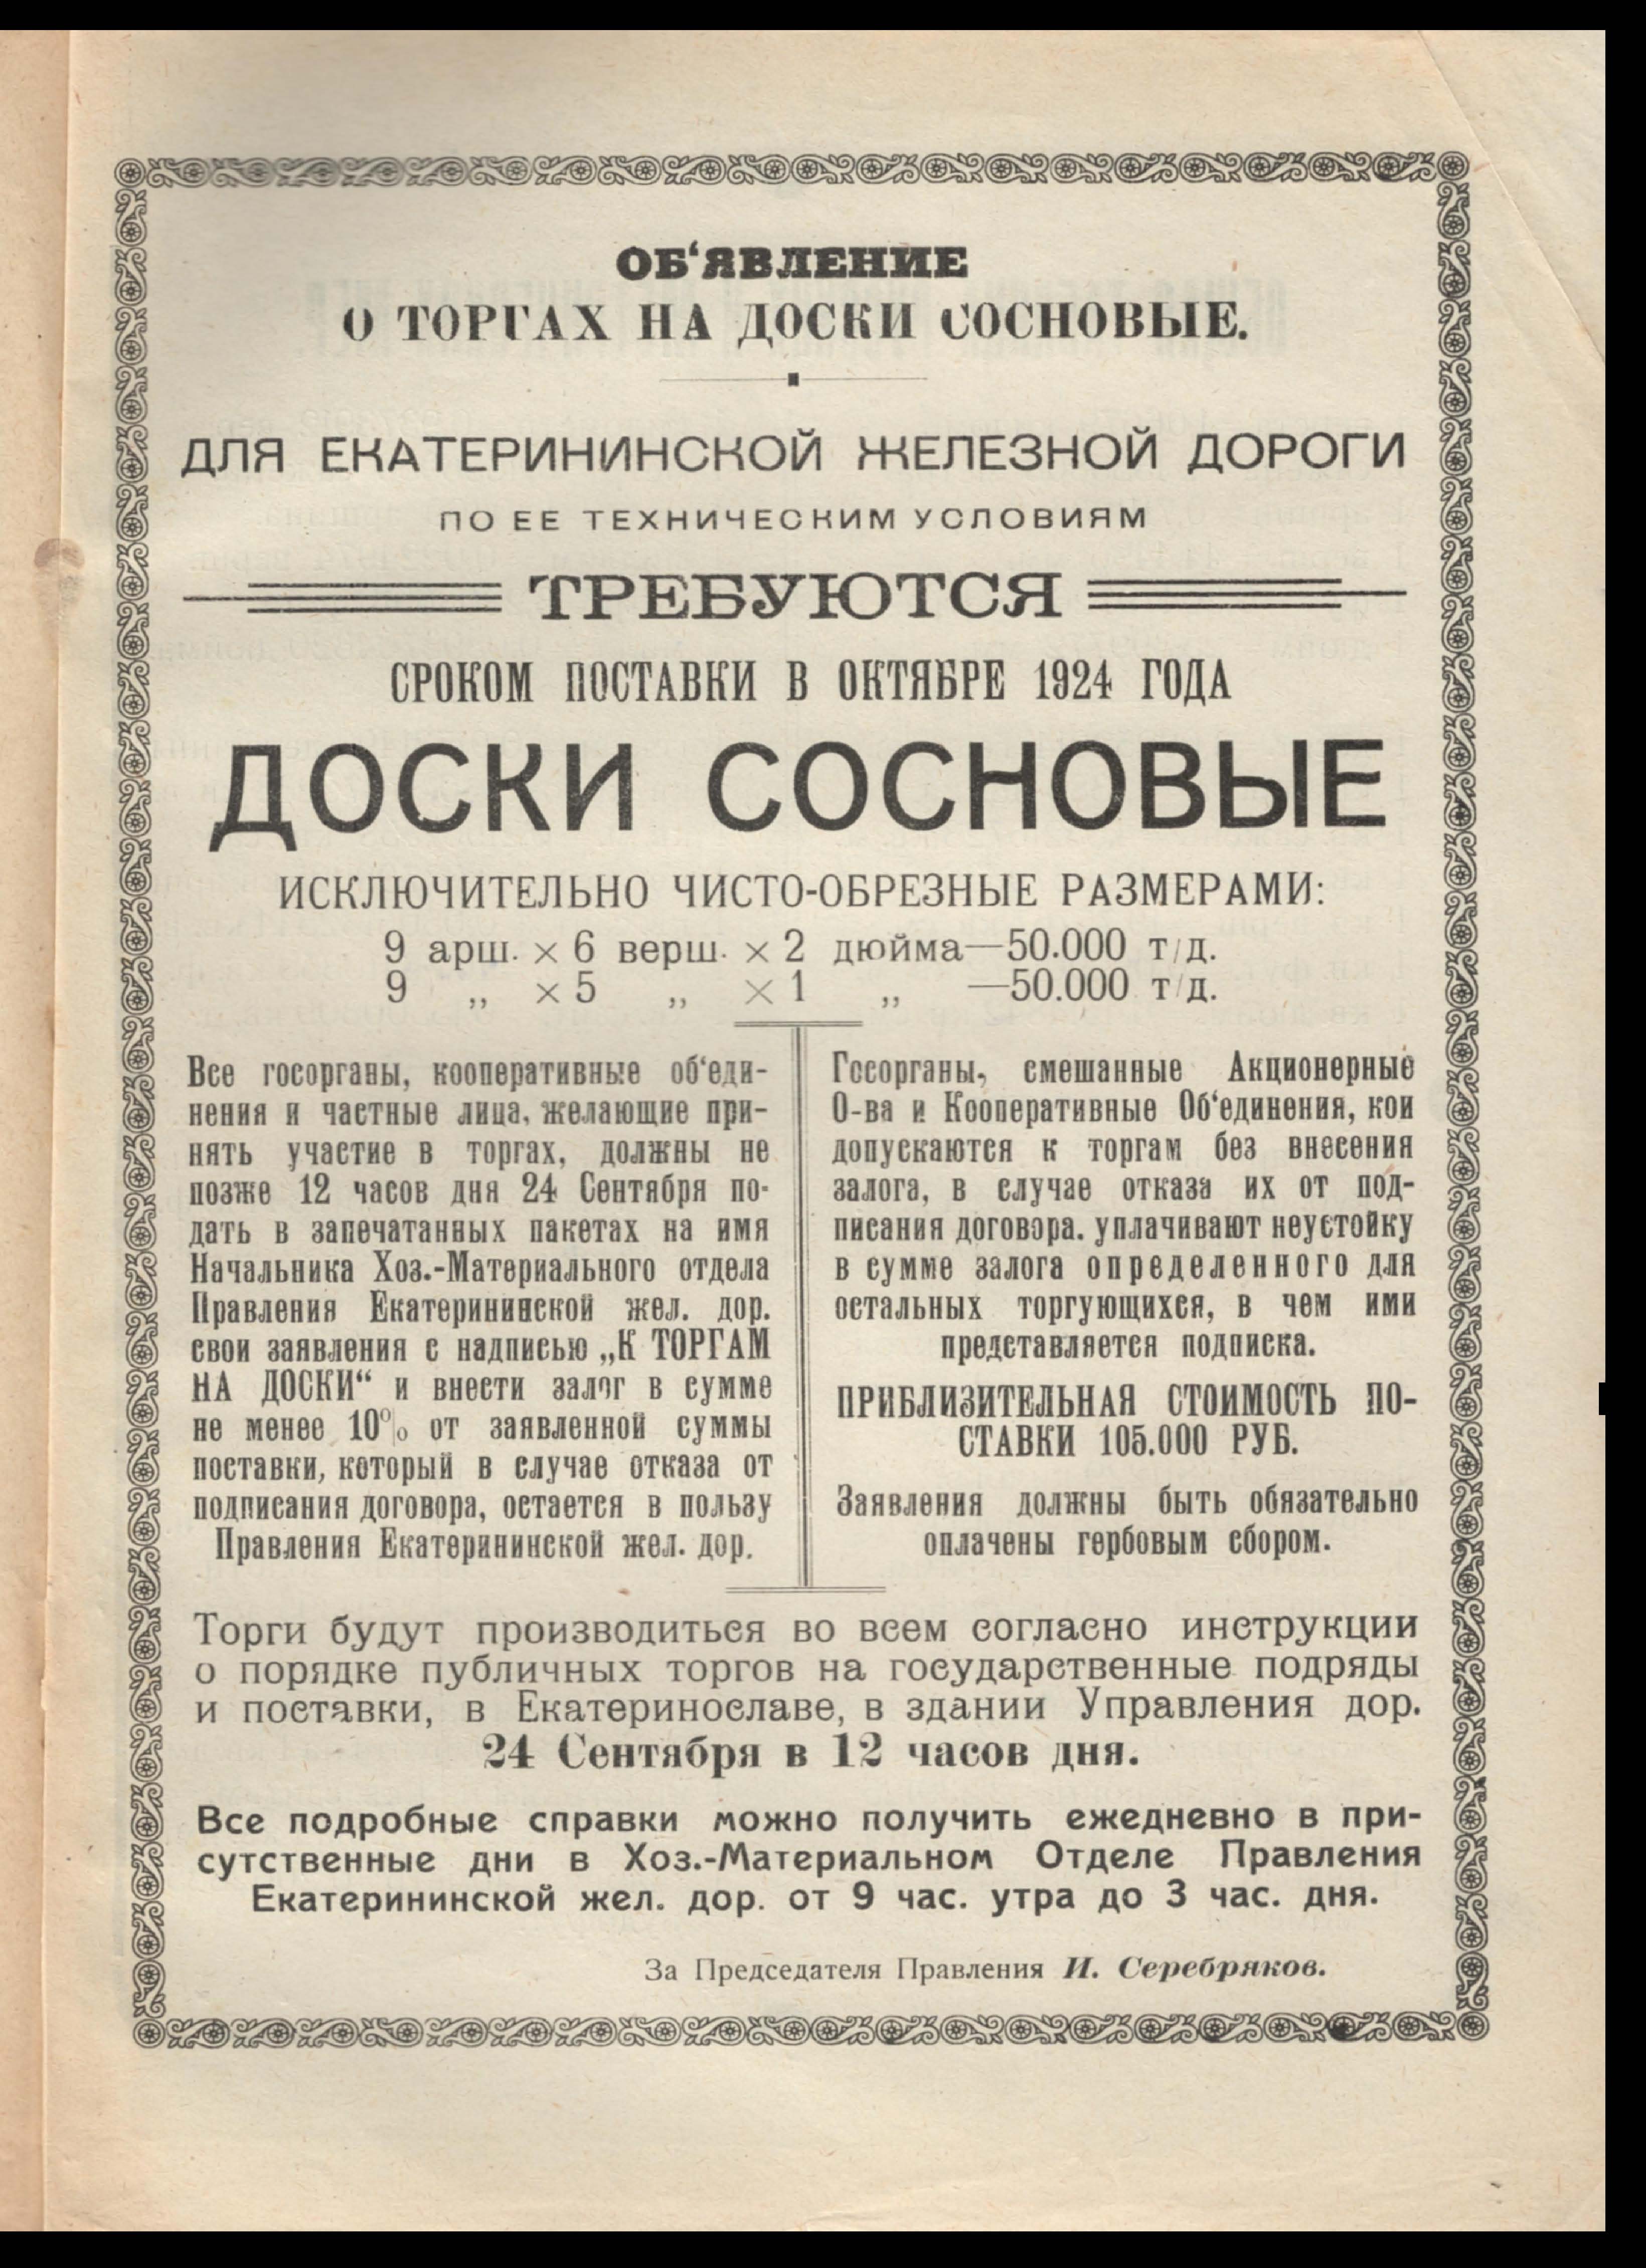 ОБ‘ЯВЛЕНИЕ
О ТОРГАХ НА ДОСКИ СОСНОВЫЕ.
ДЛЯ ЕКАТЕРИНИНСКОЙ ЖЕЛЕЗНОЙ ДОРОГИ
ПО ЕЕ ТЕХНИЧЕСКИМ УСЛОВИЯМ
ТРЕБУЮТСЯ
СРОКОМ ПОСТАВКИ В ОКТЯБРЕ 1924 ГОДА
ДОСКИ СОСНОВЫЕ
ИСКЛЮЧИТЕЛЬНО ЧИСТО-ОБРЕЗНЫЕ РАЗМЕРАМИ:
9 арш. × 6 верш. × 2 дюйма—50.000 т/д.
9 „ × 5 „ × 1 „ —50.000 т/д.
Все госорганы, кооперативные об‘еди-
нения и частные лица, желающие при-
нять участие в торгах, должны не
позже 12 часов дня 24 Сентября по-
дать в запечатанных пакетах на имя
Начальника Хоз.-Материального отдела
Правления Екатерининской жел. дор.
свои заявления с надписью „К ТОРГАМ
НА ДОСКИ“ и внести залог в сумме
не менее 10% от заявленной суммы
поставки, который в случае отказа от
подписания договора, остается в пользу
Правления Екатерининской жел. дор.
Госорганы, смешанные Акционерные
О-ва и Кооперативные Об‘единения, кои
допускаются к торгам без внесения
залога, в случае отказа их от под-
писания договора. уплачивают неустойку
в сумме залога определенного для
остальных торгующихся, в чем ими
представляется подписка.
ПРИБЛИЗИТЕЛЬНАЯ СТОИМОСТЬ ПО-
СТАВКИ 105.000 РУБ.
Заявления должны быть обязательно
оплачены гербовым сбором.
Торги будут производиться во всем согласно инструкции
о порядке публичных торгов на государственные подряды
и поставки, в Екатеринославе, в здании Управления дор.
24 Сентября в 12 часов дня.
Все подробные справки можно получить ежедневно в при-
сутственные дни в Хоз.-Материальном Отделе Правления
Екатерининской жел. дор. от 9 час. утра до 3 час. дня.
За Председателя Правления И. Серебряков.